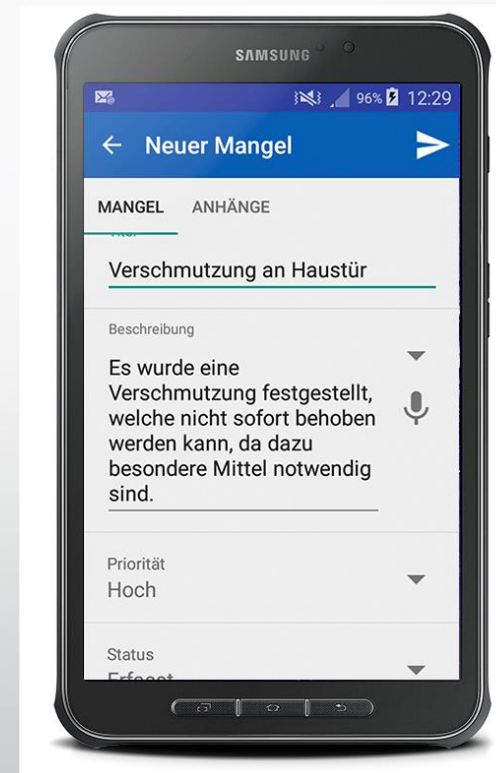 SAMSUNG
96% 12:29
Neuer Mangel
MANGEL ANHÄNGE
Verschmutzung an Haustür
Beschreibung
Es wurde eine
Verschmutzung festgestellt,
welche nicht sofort behoben
werden kann, da dazu
besondere Mittel notwendig
sind.
Priorität
Hoch
Status